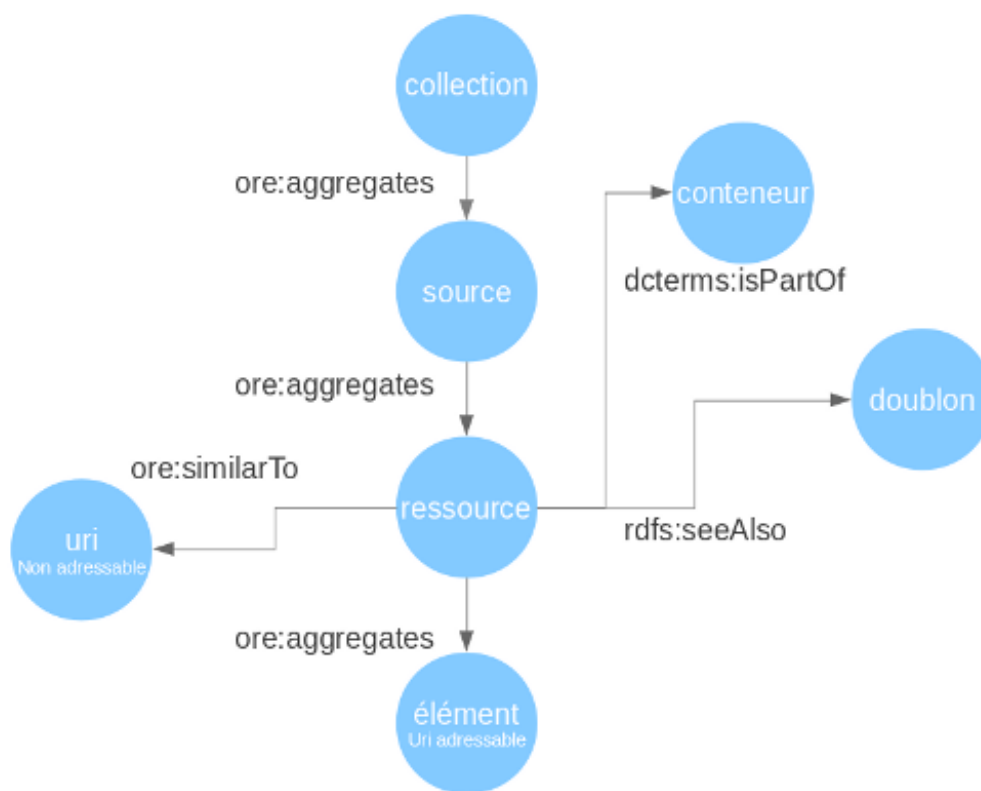 collection
ore:aggregates
conteneur
source
dcterms:isPartOf
ore:aggregates
doublon
ore:similarTo
ressource
uri
Non adressable
rdfs:seeAlso
ore:aggregates
élément
Uri adressable